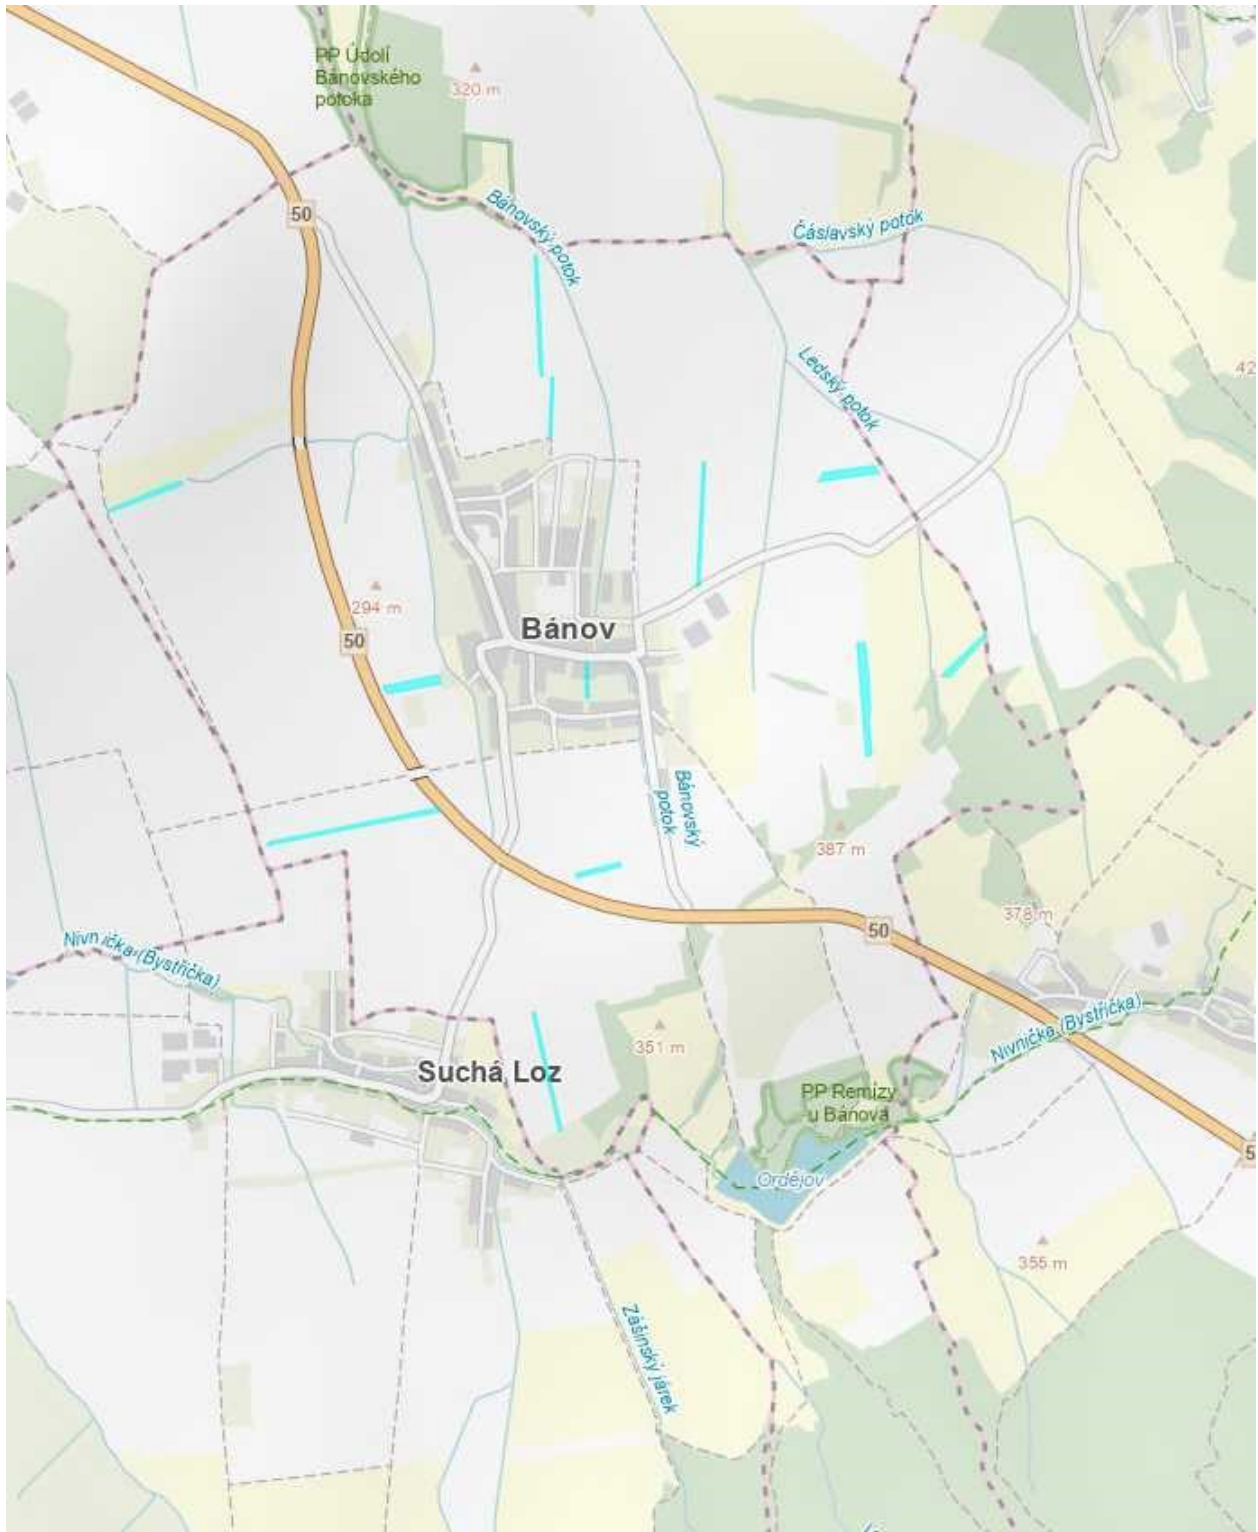 PP Údolí
Bánovského
potoka
320 m
50
Bánovský potok
Čáslavský potok
Ledský potok
42
294 m
50
Bánov
Bánovský
potok
387 m
378 m
50
Nivnička (Bystřička)
Nivnička (Bystřička)
351 m
Suchá Loz
PP Remízy
u Bánova
Ordějov
5
355 m
Zášinský járek